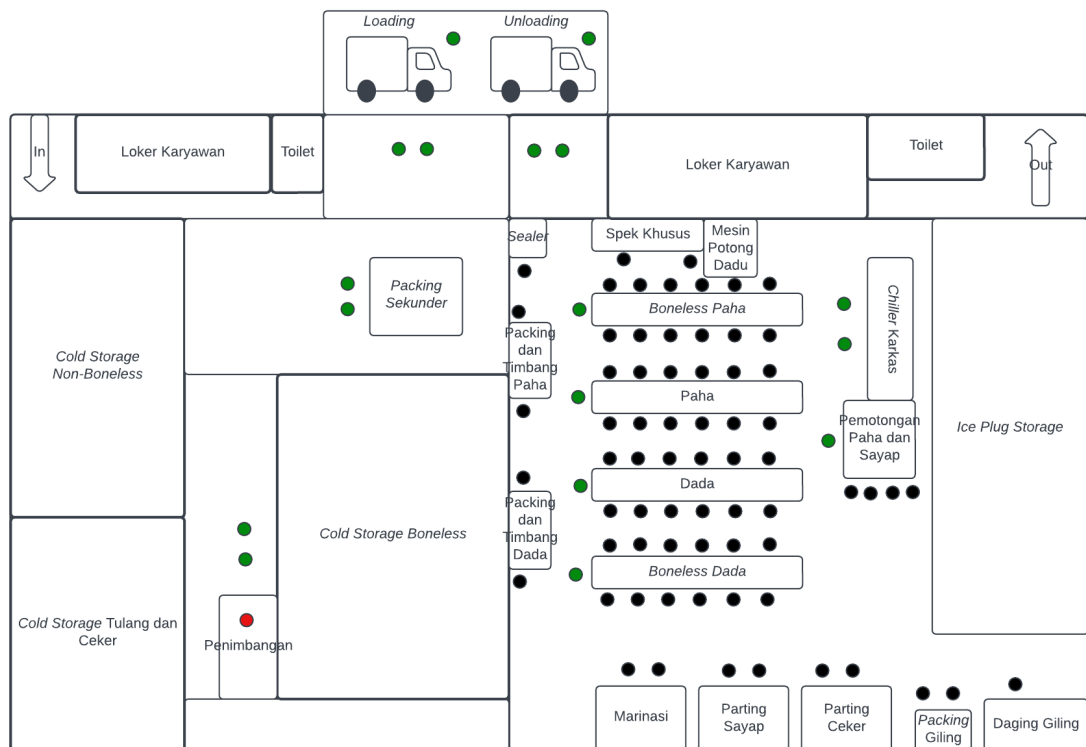 Loading
Unloading
In
Loker Karyawan
Toilet
Loker Karyawan
Toilet
Out
Sealer
Spek Khusus
Mesin
Potong
Dadu
Packing
Sekunder
Boneless Paha
Chiller Karkas
Packing
dan
Timbang
Paha
Cold Storage
Non-Boneless
Paha
Pemotongan
Paha dan
Sayap
Ice Plug Storage
Dada
Packing
dan
Timbang
Dada
Cold Storage Boneless
Boneless Dada
Cold Storage Tulang dan
Ceker
Penimbangan
Marinasi
Parting
Sayap
Parting
Ceker
Packing
Giling
Daging Giling